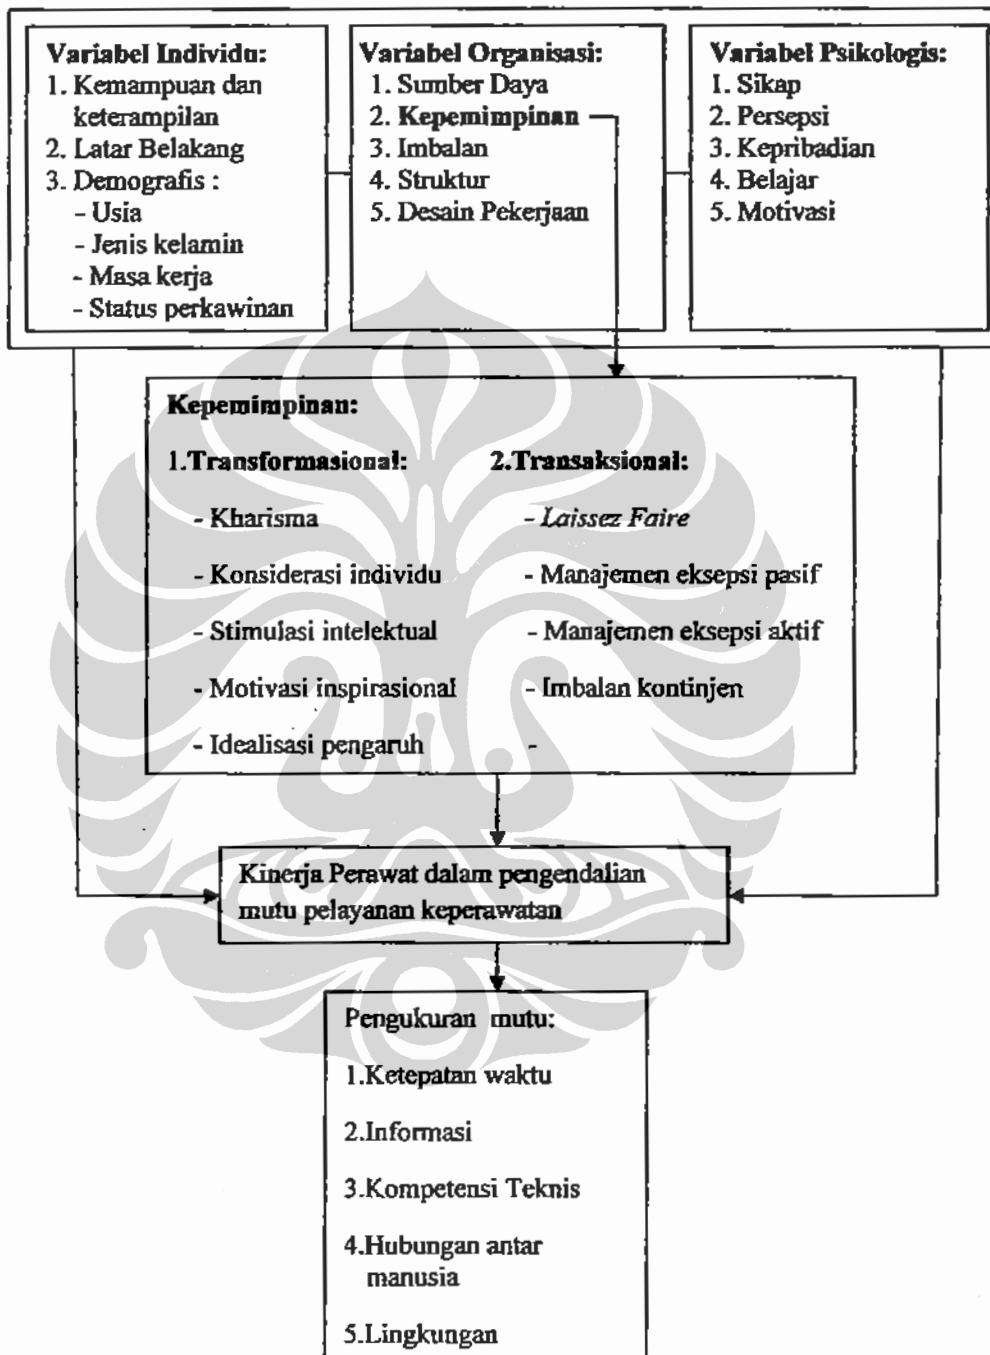 Variabel Individu:
1. Kemampuan dan
keterampilan
2. Latar Belakang
3. Demografis :
- Usia
- Jenis kelamin
- Masa kerja
- Status perkawinan
Variabel Organisasi:
1. Sumber Daya
2. Kepemimpinan
3. Imbalan
4. Struktur
5. Desain Pekerjaan
Variabel Psikologis:
1. Sikap
2. Persepsi
3. Kepribadian
4. Belajar
5. Motivasi
Kepemimpinan:
1.Transformasional:
- Kharisma
- Konsiderasi individu
- Stimulasi intelektual
- Motivasi inspirasional
- Idealisasi pengaruh
2.Transaksional:
- Laissez Faire
- Manajemen eksepsi pasif
- Manajemen eksepsi aktif
- Imbalan kontinjen
-
Kinerja Perawat dalam pengendalian
mutu pelayanan keperawatan
Pengukuran mutu:
1.Ketepatan waktu
2.Informasi
3.Kompetensi Teknis
4.Hubungan antar
manusia
5.Lingkungan